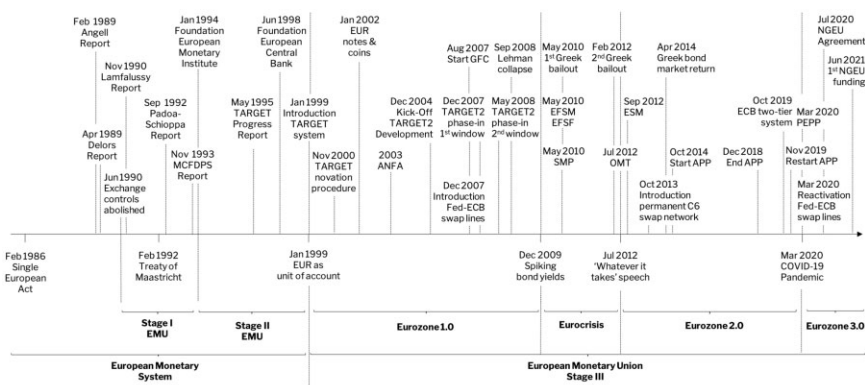 Feb 1989
Angell
Report
Nov 1990
Lamfalussy
Report
Apr 1989
Delors
Report
Jun 1990
Exchange
controls
abolished
Jan 1994
Foundation
European
Monetary
Institute
Sep 1992
Padoa-
Schioppa
Report
Nov 1993
MCFDPS
Report
Jun 1998
Foundation
European
Central
Bank
May 1995
TARGET
Progress
Report
Jan 1999
Introduction
TARGET
system
Nov 2000
TARGET
novation
procedure
Jan 2002
EUR
notes &
coins
2003
ANFA
Dec 2004
Kick-Off
TARGET2
Development
Aug 2007
Start GFC
Dec 2007
TARGET2
phase-in
1st window
Dec 2007
Introduction
Fed-ECB
swap lines
Sep 2008
Lehman
collapse
May 2008
TARGET2
phase-in
2nd window
May 2010
1st Greek
bailout
May 2010
EFSM
EFSF
May 2010
SMP
Feb 2012
2nd Greek
bailout
Sep 2012
ESM
Jul 2012
OMT
Oct 2013
Introduction
permanent C6
swap network
Apr 2014
Greek bond
market return
Oct 2014
Start APP
Dec 2018
End APP
Oct 2019
ECB two-tier
system
Nov 2019
Restart APP
Mar 2020
PEPP
Mar 2020
Reactivation
Fed-ECB
swap lines
Jul 2020
NGEU
Agreement
Jun 2021
1st NGEU
funding
Feb 1986
Single
European
Act
Feb 1992
Treaty of
Maastricht
Jan 1999
EUR as
unit of account
Dec 2009
Spiking
bond yields
Jul 2012
'Whatever it
takes' speech
Mar 2020
COVID-19
Pandemic
Stage I
EMU
Stage II
EMU
Eurozone 1.0
Eurocrisis
Eurozone 2.0
Eurozone 3.0
European Monetary
System
European Monetary Union
Stage III